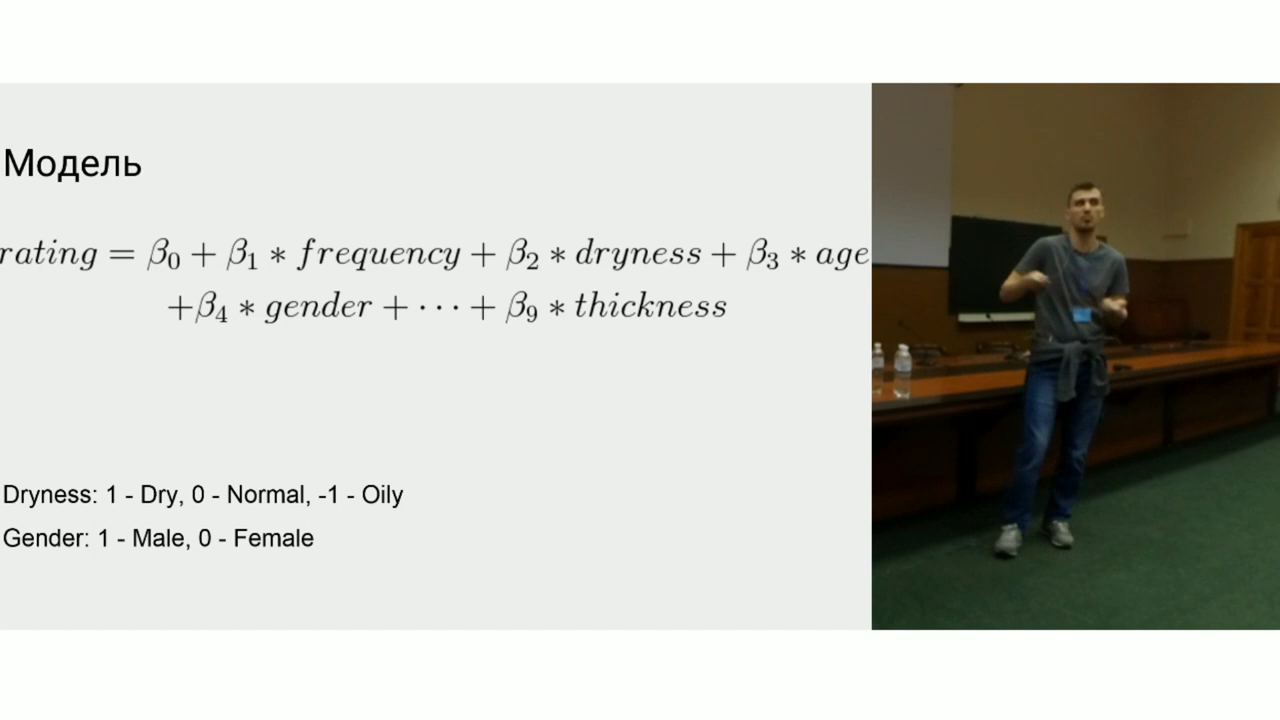 Модель
rating = β₀ + β₁ * frequency + β₂ * dryness + β₃ * age
+β₄ * gender + ··· + β₉ * thickness
Dryness: 1 - Dry, 0 - Normal, -1 - Oily
Gender: 1 - Male, 0 - Female